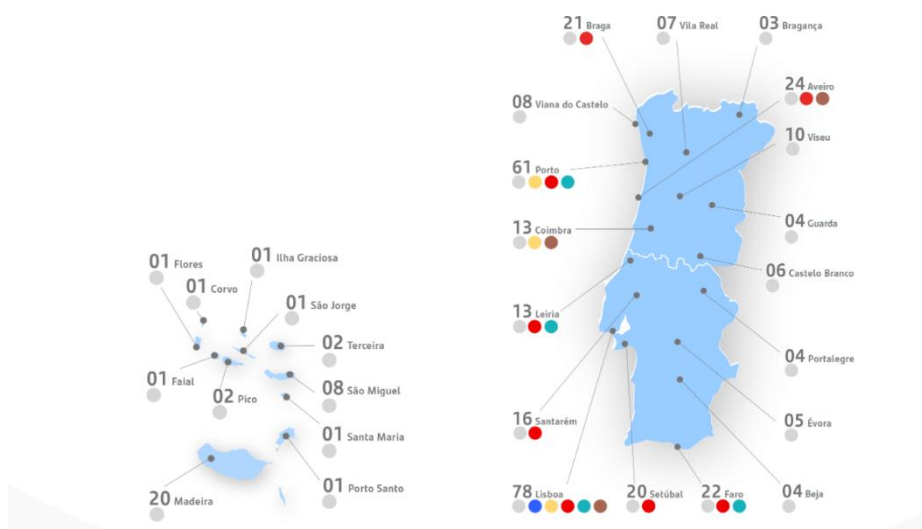 21 Braga
07 Vila Real
03 Bragança
24 Aveiro
08 Viana do Castelo
10 Viseu
61 Porto
04 Guarda
13 Coimbra
06 Castelo Branco
13 Leiria
04 Portalegre
16 Santarém
05 Évora
78 Lisboa
20 Setúbal
22 Faro
04 Beja
01 Flores
01 Ilha Graciosa
01 Corvo
01 São Jorge
02 Terceira
01 Faial
02 Pico
08 São Miguel
01 Santa Maria
20 Madeira
01 Porto Santo